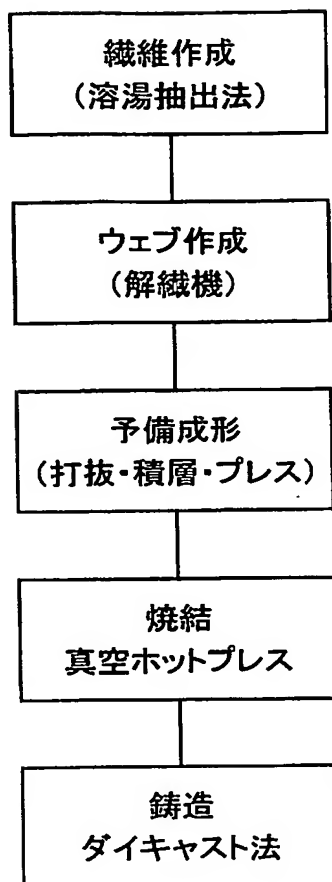 繊維作成
(溶湯抽出法)
ウェブ作成
(解繊機)
予備成形
(打抜・積層・プレス)
焼結
真空ホットプレス
鋳造
ダイキャスト法